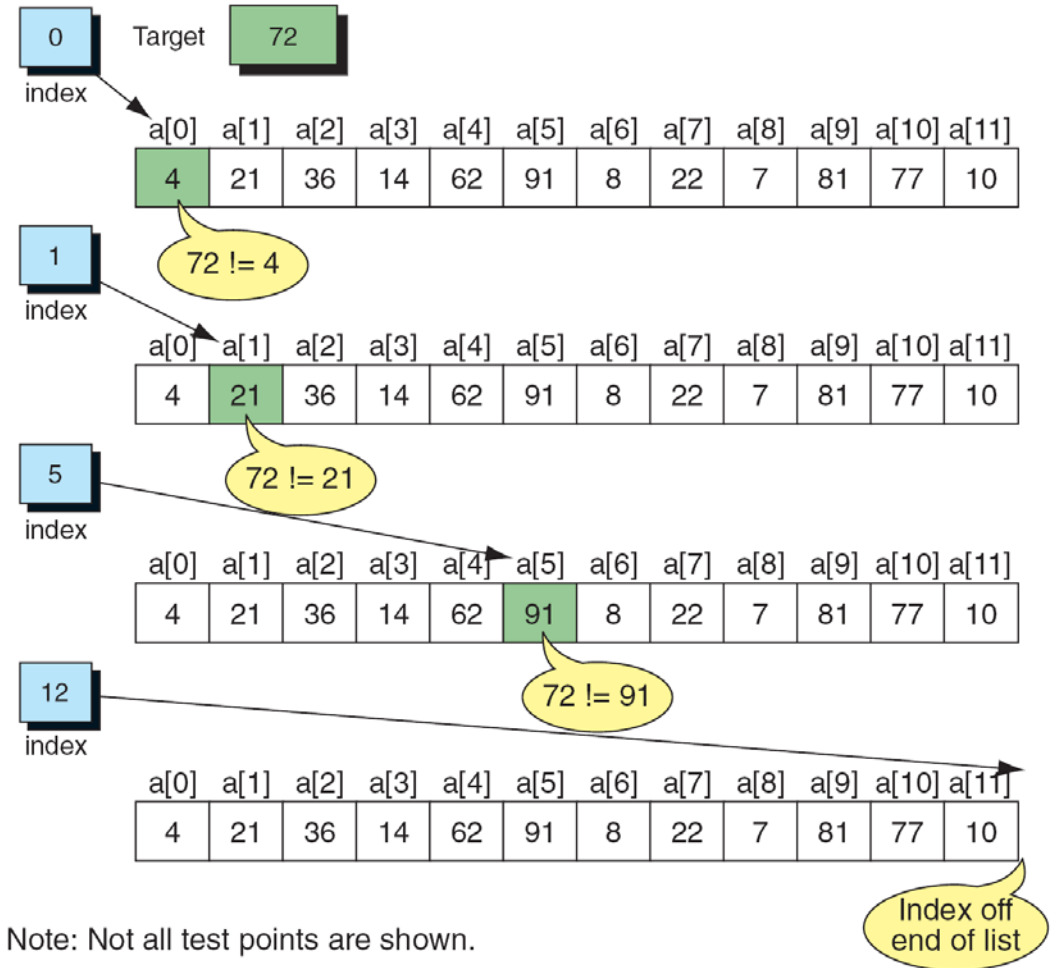 0 Target 72
index
a[0] a[1] a[2] a[3] a[4] a[5] a[6] a[7] a[8] a[9] a[10] a[11]
4 21 36 14 62 91 8 22 7 81 77 10
72 != 4
1
index
a[0] a[1] a[2] a[3] a[4] a[5] a[6] a[7] a[8] a[9] a[10] a[11]
4 21 36 14 62 91 8 22 7 81 77 10
72 != 21
5
index
a[0] a[1] a[2] a[3] a[4] a[5] a[6] a[7] a[8] a[9] a[10] a[11]
4 21 36 14 62 91 8 22 7 81 77 10
72 != 91
12
index
a[0] a[1] a[2] a[3] a[4] a[5] a[6] a[7] a[8] a[9] a[10] a[11]
4 21 36 14 62 91 8 22 7 81 77 10
Index off
end of list
Note: Not all test points are shown.